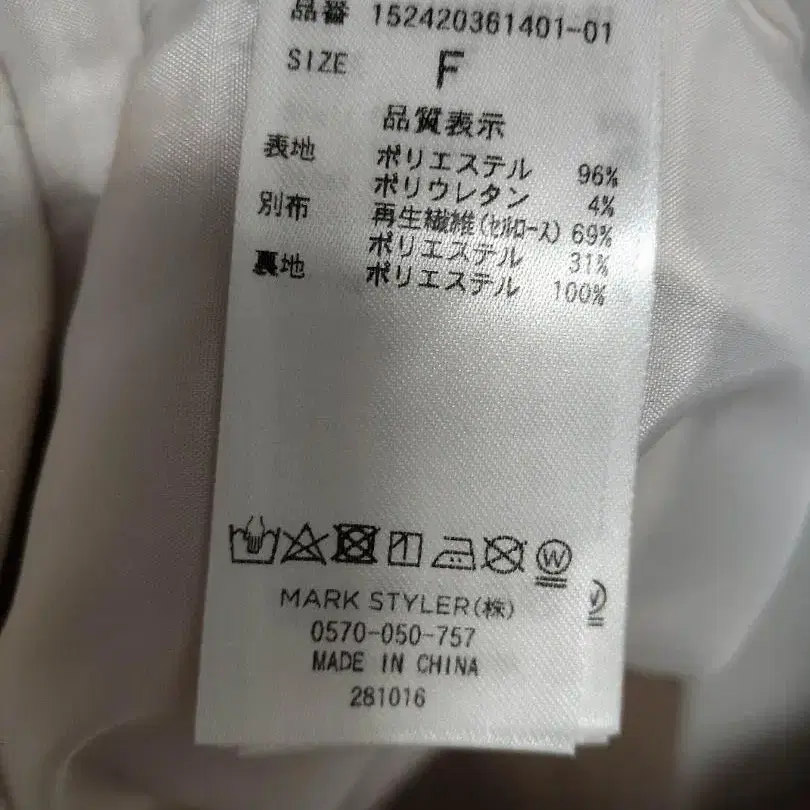 品番 152420361401-01
SIZE F
品質表示
表地 ポリエステル 96%
ポリウレタン 4%
別布 再生繊維(セルロース) 69%
ポリエステル 31%
裏地 ポリエステル 100%
W
MARK STYLER(株)
0570-050-757
MADE IN CHINA
281016